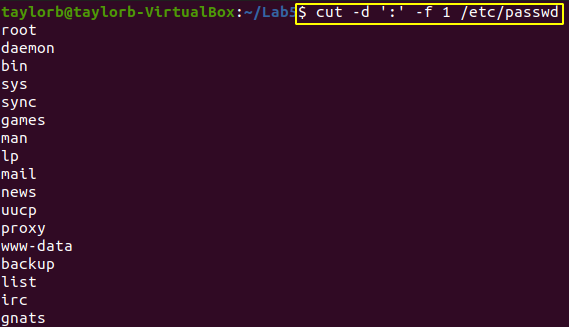 taylorb@taylorb-VirtualBox:~/Lab5$ cut -d ':' -f 1 /etc/passwd
root
daemon
bin
sys
sync
games
man
lp
mail
news
uucp
proxy
www-data
backup
list
irc
gnats